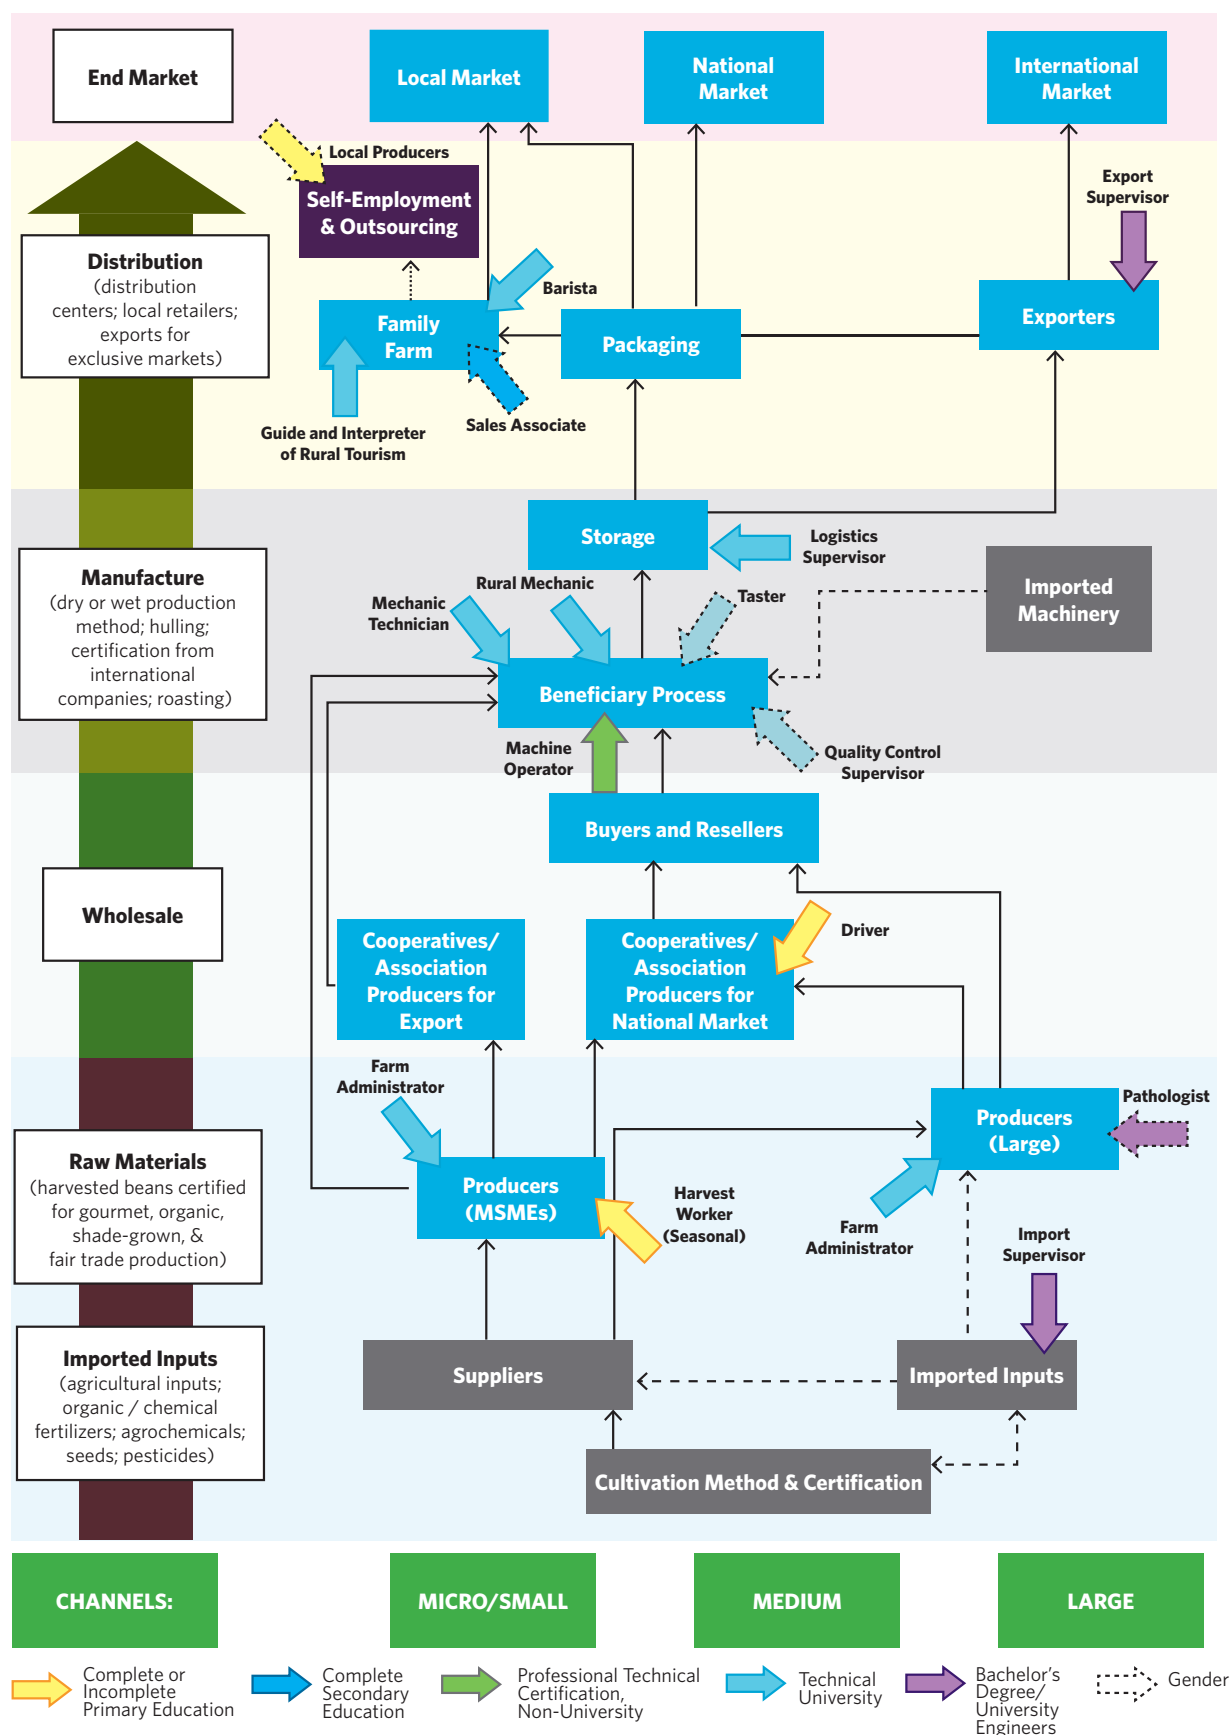 End Market
Local Market
National
Market
International
Market
Local Producers
Self-Employment
& Outsourcing
Export
Supervisor
Distribution
(distribution
centers; local retailers;
exports for
exclusive markets)
Barista
Family
Farm
Packaging
Exporters
Sales Associate
Guide and Interpreter
of Rural Tourism
Storage
Logistics
Supervisor
Manufacture
(dry or wet production
method; hulling;
certification from
international
companies; roasting)
Rural Mechanic
Mechanic
Technician
Taster
Imported
Machinery
Beneficiary Process
Machine
Operator
Quality Control
Supervisor
Buyers and Resellers
Wholesale
Cooperatives/
Association
Producers for
Export
Cooperatives/
Association
Producers for
National Market
Driver
Farm
Administrator
Pathologist
Producers
(Large)
Raw Materials
(harvested beans certified
for gourmet, organic,
shade-grown, &
fair trade production)
Producers
(MSMEs)
Harvest
Worker
(Seasonal)
Farm
Administrator
Import
Supervisor
Imported Inputs
(agricultural inputs;
organic / chemical
fertilizers; agrochemicals;
seeds; pesticides)
Suppliers
Imported Inputs
Cultivation Method & Certification
CHANNELS:
MICRO/SMALL
MEDIUM
LARGE
Complete or
Incomplete
Primary Education
Complete
Secondary
Education
Professional Technical
Certification,
Non-University
Technical
University
Bachelor's
Degree/
University
Engineers
Gender